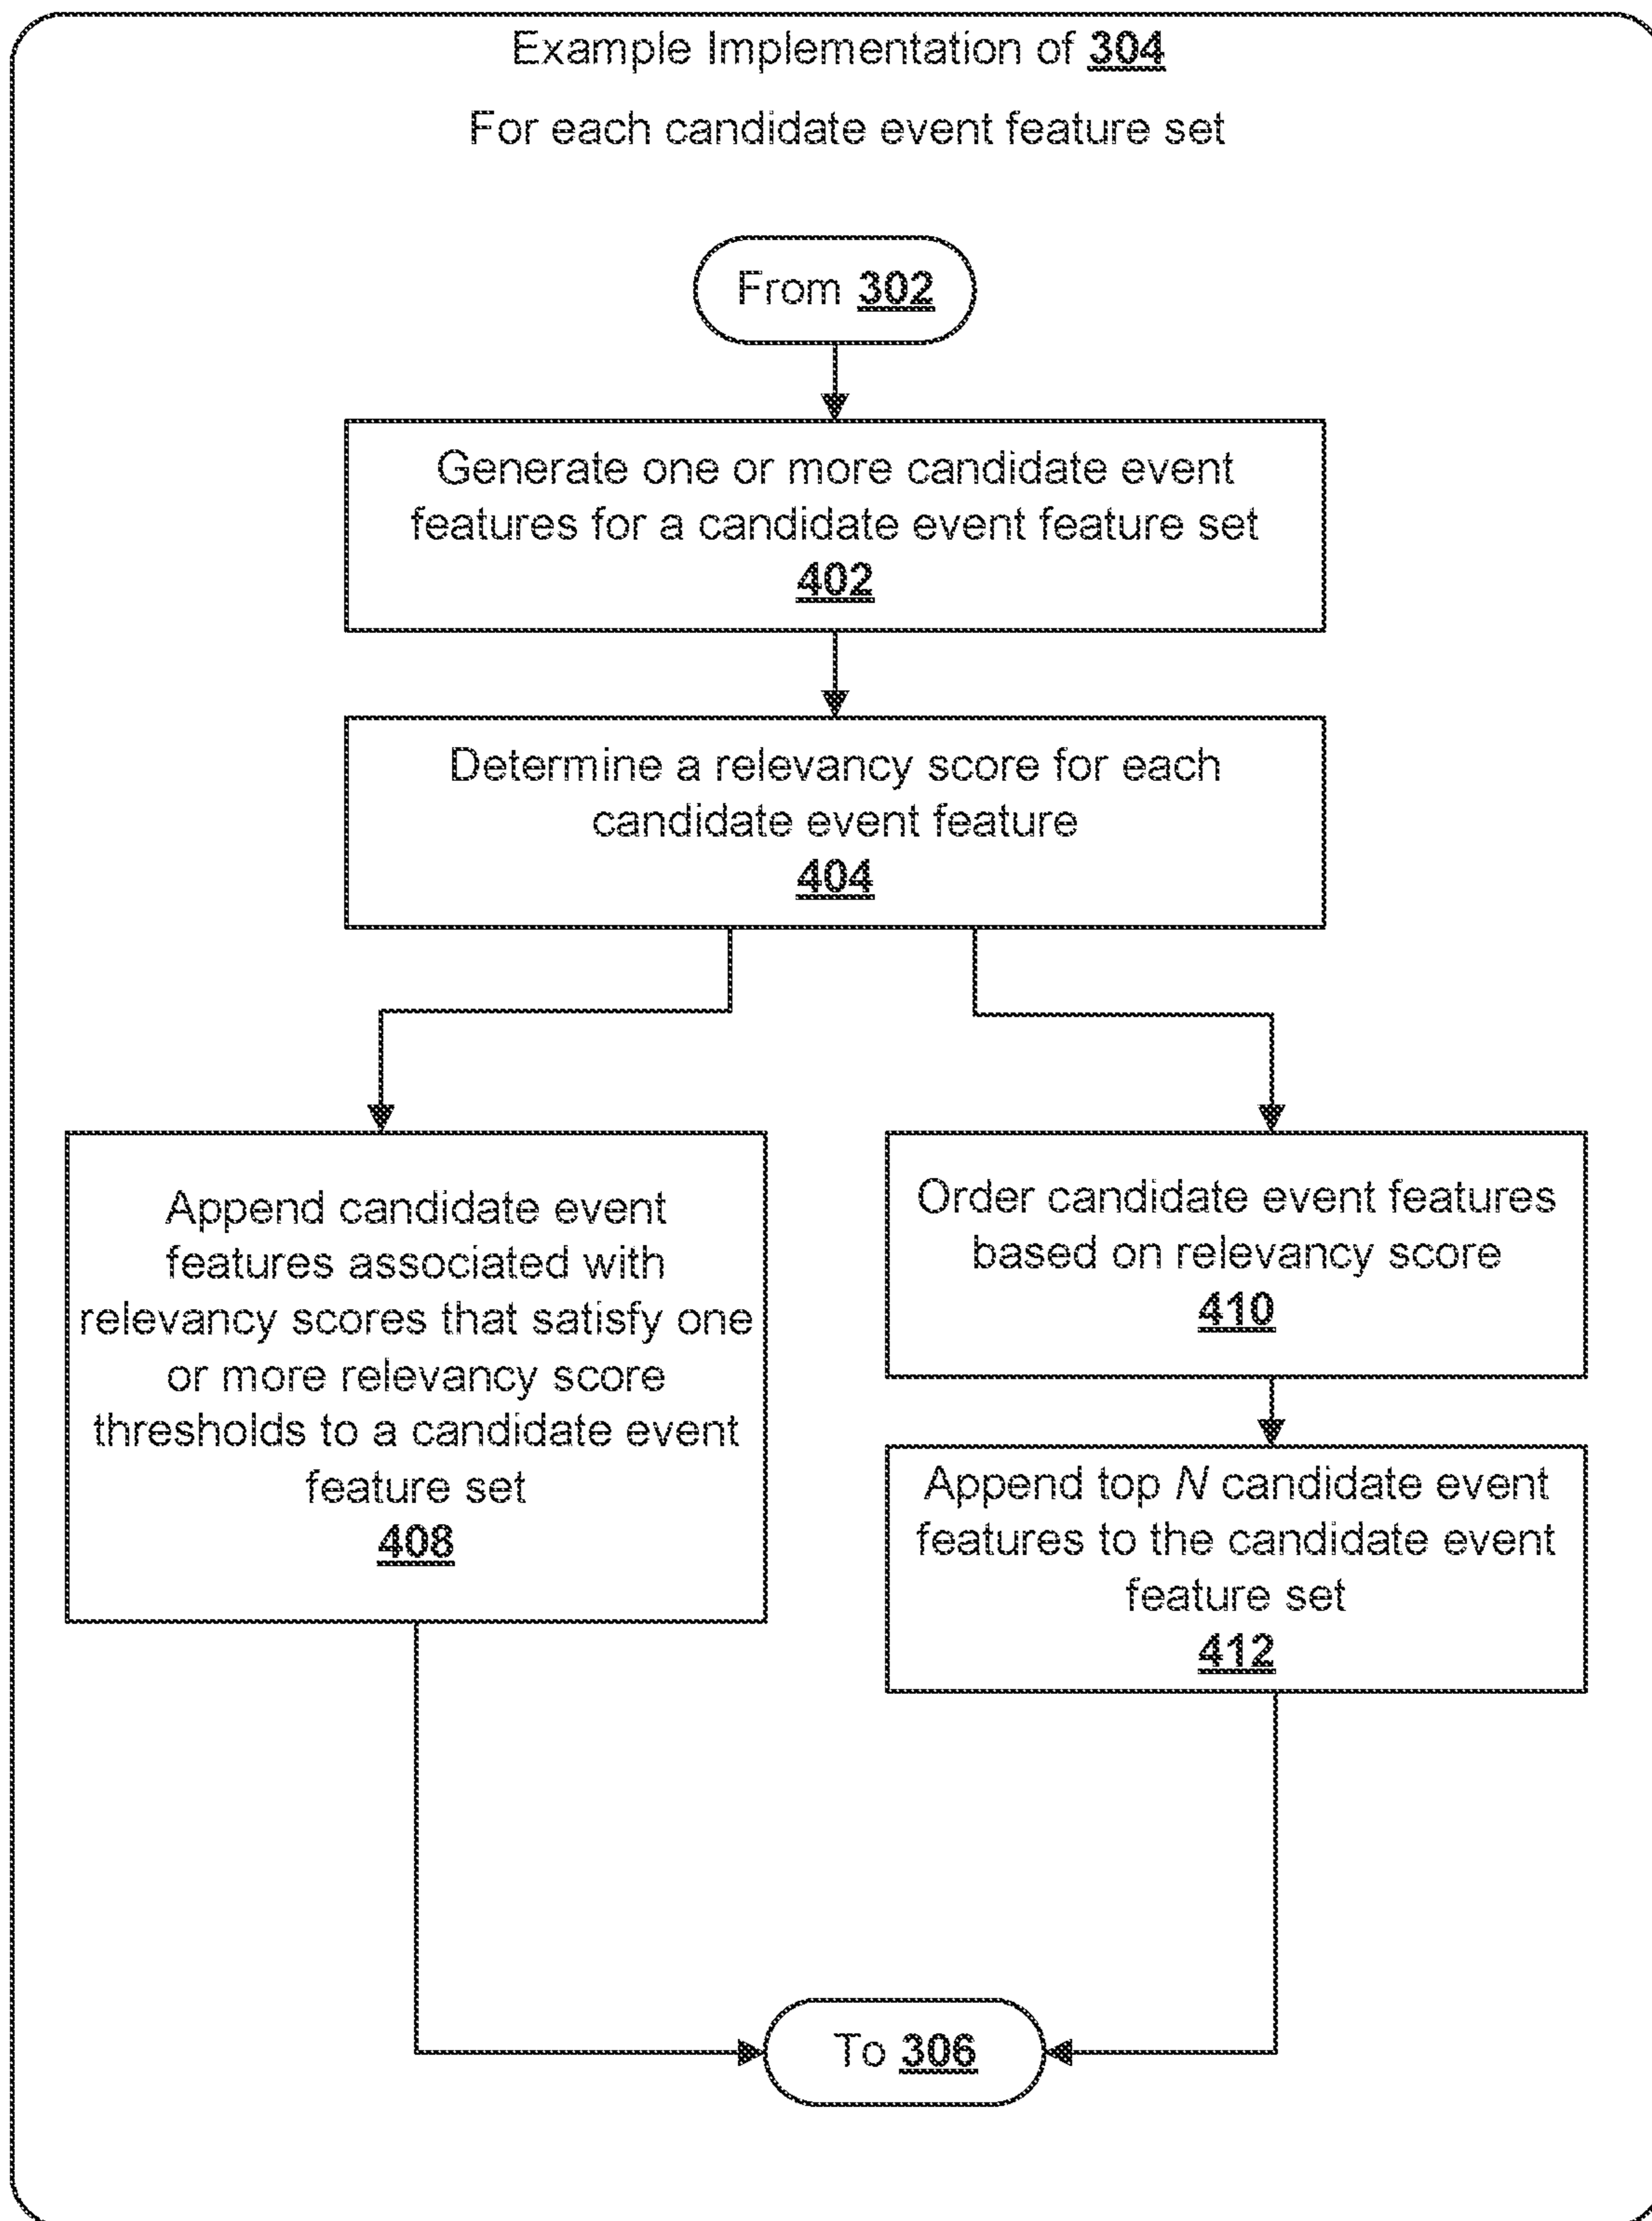 Example Implementation of 304
For each candidate event feature set
From 302
Generate one or more candidate event
features for a candidate event feature set
402
Determine a relevancy score for each
candidate event feature
404
Append candidate event
features associated with
relevancy scores that satisfy one
or more relevancy score
thresholds to a candidate event
feature set
408
Order candidate event features
based on relevancy score
410
Append top N candidate event
features to the candidate event
feature set
412
To 306